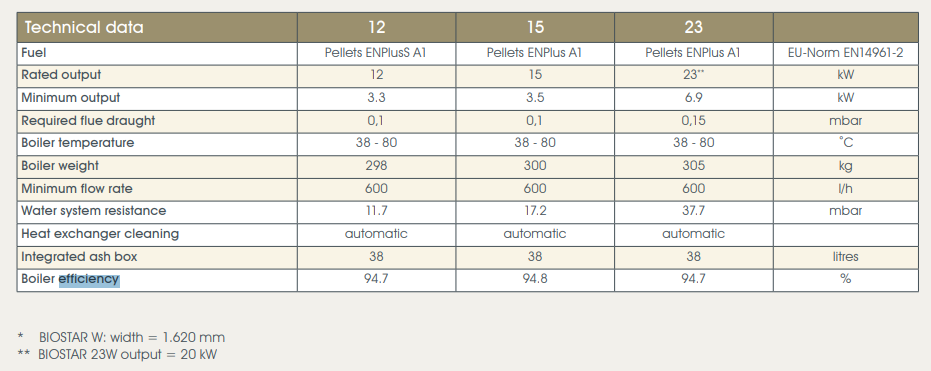 Technical data 12 15 23
Fuel Pellets ENPlusS A1 Pellets ENPlus A1 Pellets ENPlus A1 EU-Norm EN14961-2
Rated output 12 15 23** kW
Minimum output 3.3 3.5 6.9 kW
Required flue draught 0,1 0,1 0,15 mbar
Boiler temperature 38 - 80 38 - 80 38 - 80 °C
Boiler weight 298 300 305 kg
Minimum flow rate 600 600 600 l/h
Water system resistance 11.7 17.2 37.7 mbar
Heat exchanger cleaning automatic automatic automatic
Integrated ash box 38 38 38 litres
Boiler efficiency 94.7 94.8 94.7 %
* BIOSTAR W: width = 1.620 mm
** BIOSTAR 23W output = 20 kW